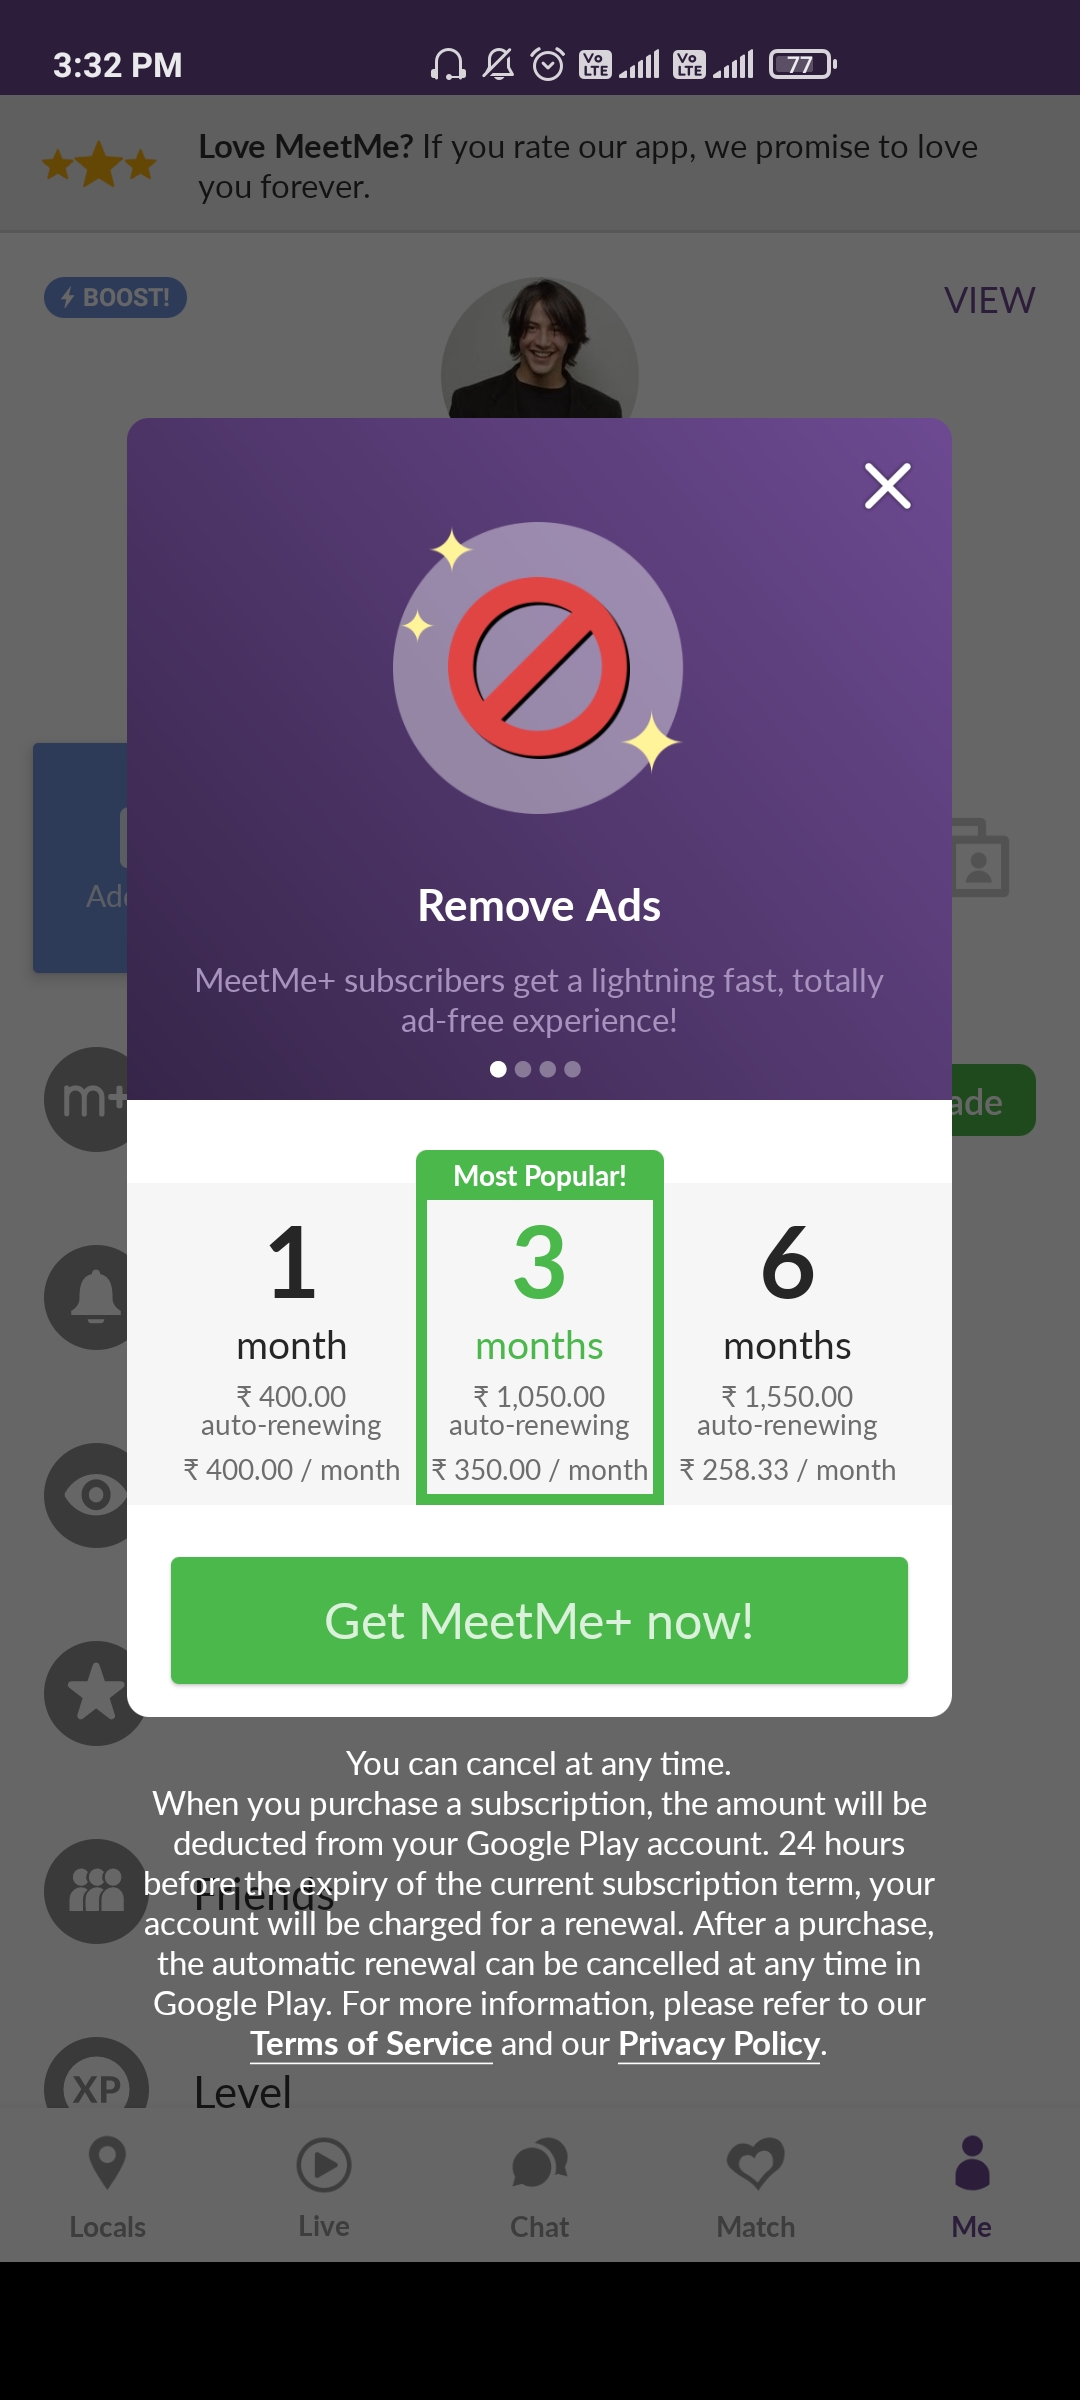 3:32 PM
Vo LTE
Vo LTE
77
Love MeetMe? If you rate our app, we promise to love
you forever.
BOOST!
VIEW
Remove Ads
MeetMe+ subscribers get a lightning fast, totally
ad-free experience!
m+
Most Popular!
1
month
₹ 400.00
auto-renewing
₹ 400.00 / month
3
months
₹ 1,050.00
auto-renewing
₹ 350.00 / month
6
months
₹ 1,550.00
auto-renewing
₹ 258.33 / month
Get MeetMe+ now!
You can cancel at any time.
When you purchase a subscription, the amount will be
deducted from your Google Play account. 24 hours
before the expiry of the current subscription term, your
account will be charged for a renewal. After a purchase,
the automatic renewal can be cancelled at any time in
Google Play. For more information, please refer to our
Terms of Service and our Privacy Policy.
Friends
XP
Level
Locals
Live
Chat
Match
Me